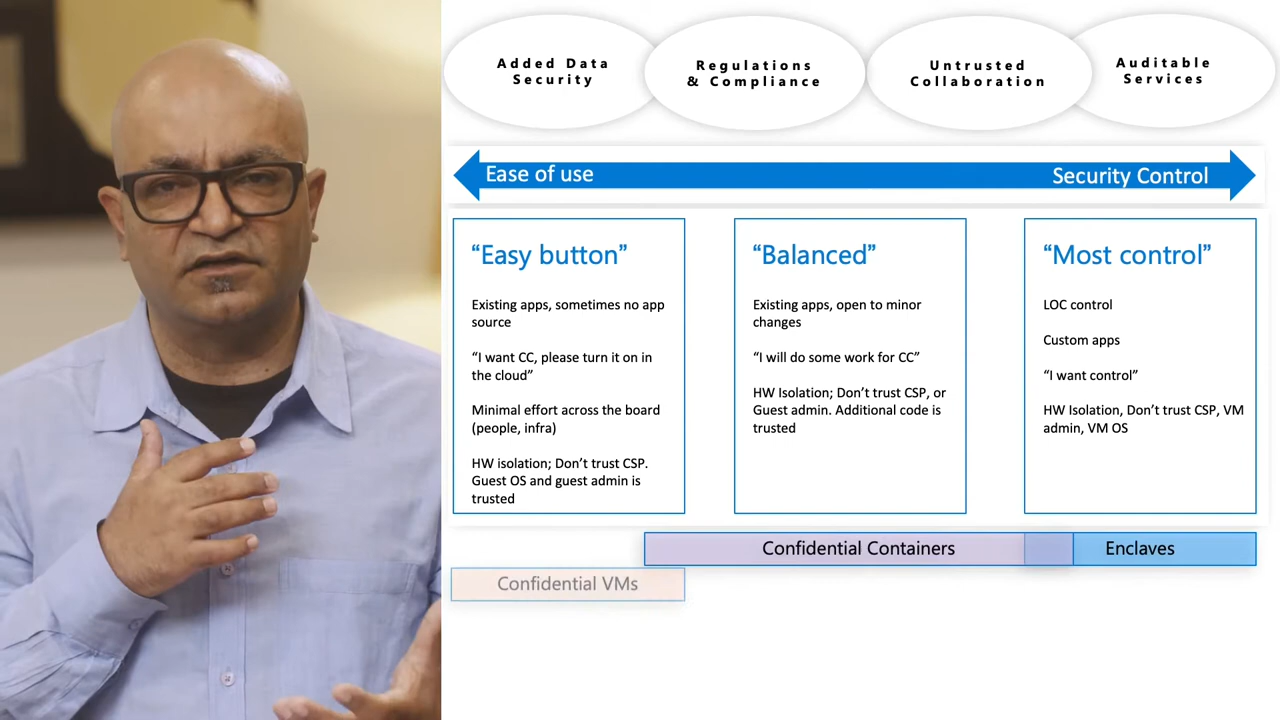 Added Data
Security
Regulations
& Compliance
Untrusted
Collaboration
Auditable
Services
Ease of use
Security Control
“Easy button”
Existing apps, sometimes no app
source
“I want CC, please turn it on in
the cloud”
Minimal effort across the board
(people, infra)
HW isolation; Don’t trust CSP.
Guest OS and guest admin is
trusted
“Balanced”
Existing apps, open to minor
changes
“I will do some work for CC”
HW Isolation; Don’t trust CSP, or
Guest admin. Additional code is
trusted
“Most control”
LOC control
Custom apps
“I want control”
HW Isolation, Don’t trust CSP, VM
admin, VM OS
Confidential Containers
Enclaves
Confidential VMs